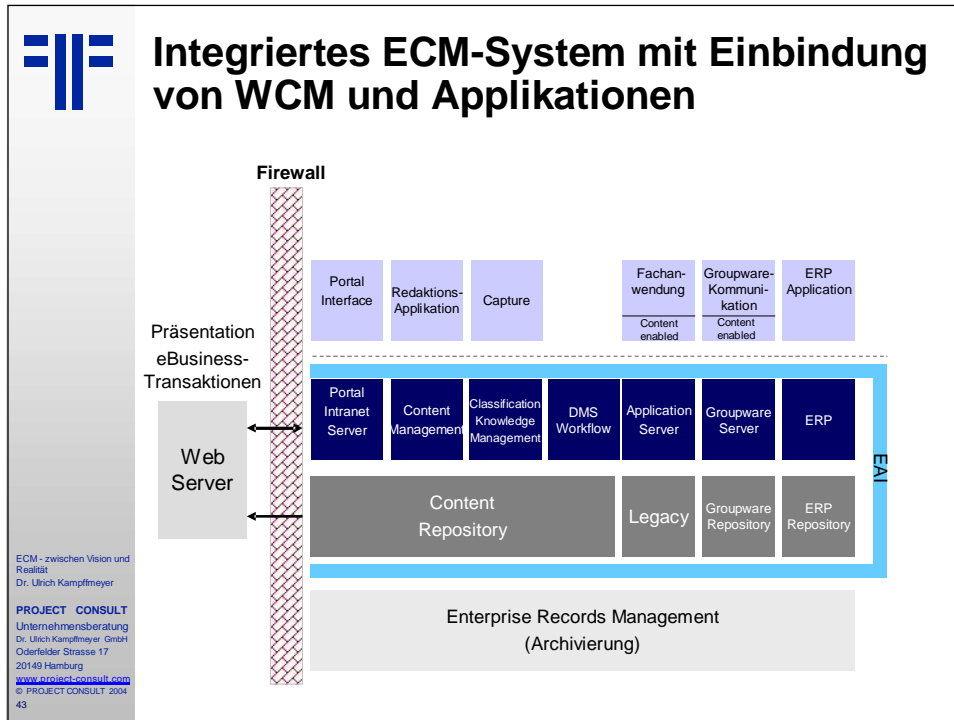 Integriertes ECM-System mit Einbindung
von WCM und Applikationen
Firewall
Portal
Interface
Redaktions-
Applikation
Capture
Fachan-
wendung
Content
enabled
Groupware-
Kommuni-
kation
Content
enabled
ERP
Application
Präsentation
eBusiness-
Transaktionen
Portal
Intranet
Server
Content
Management
Classification
Knowledge
Management
DMS
Workflow
Application
Server
Groupware
Server
ERP
EAI
Web
Server
Content
Repository
Legacy
Groupware
Repository
ERP
Repository
Enterprise Records Management
(Archivierung)
ECM - zwischen Vision und
Realität
Dr. Ulrich Kampffmeyer
PROJECT CONSULT
Unternehmensberatung
Dr. Ulrich Kampffmeyer GmbH
Oderfelder Strasse 17
20149 Hamburg
www.project-consult.com
© PROJECT CONSULT 2004
43